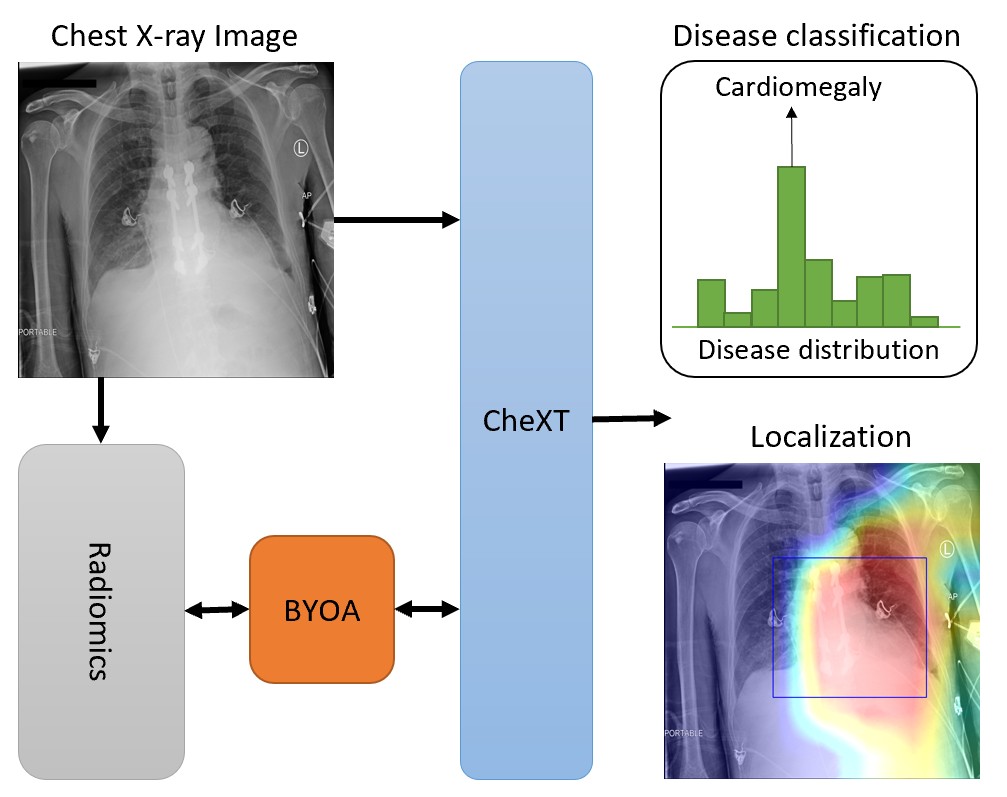 Chest X-ray Image
Disease classification
Cardiomegaly
L
AP
PORTABLE
Disease distribution
CheXT
Localization
Radiomics
BYOA
L
AP
PORTABLE